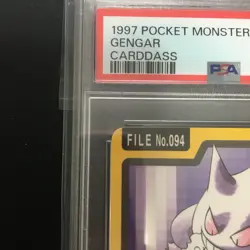 1997 POCKET MONSTER
GENGAR
CARDDASS
PSA
FILE No.094